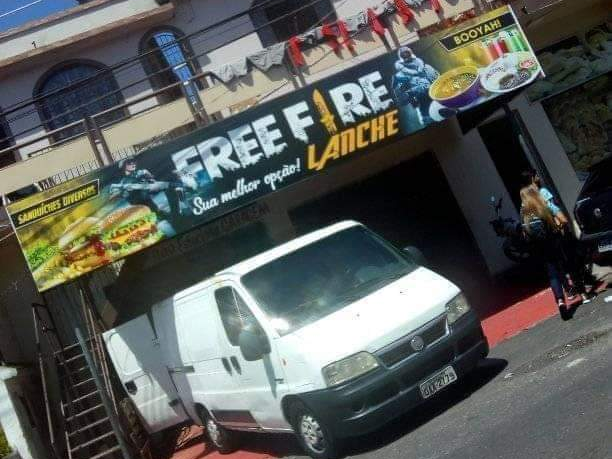 BOOYAH!
FREE FIRE
LANCHE
Sua melhor opção!
SANDUÍCHES DIVERSOS